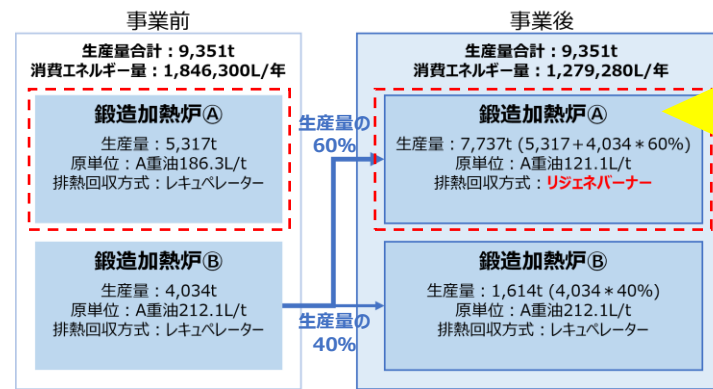 事業前
生産量合計：9,351t
消費エネルギー量：1,846,300L/年
鍛造加熱炉Ⓐ
生産量：5,317t
原単位：A重油186.3L/t
排熱回収方式：レキュペレーター
鍛造加熱炉Ⓑ
生産量：4,034t
原単位：A重油212.1L/t
排熱回収方式：レキュペレーター
生産量の
60%
生産量の
40%
事業後
生産量合計：9,351t
消費エネルギー量：1,279,280L/年
鍛造加熱炉Ⓐ
生産量：7,737t (5,317+4,034*60%)
原単位：A重油121.1L/t
排熱回収方式：リジェネバーナー
鍛造加熱炉Ⓑ
生産量：1,614t (4,034*40%)
原単位：A重油212.1L/t
排熱回収方式：レキュペレーター